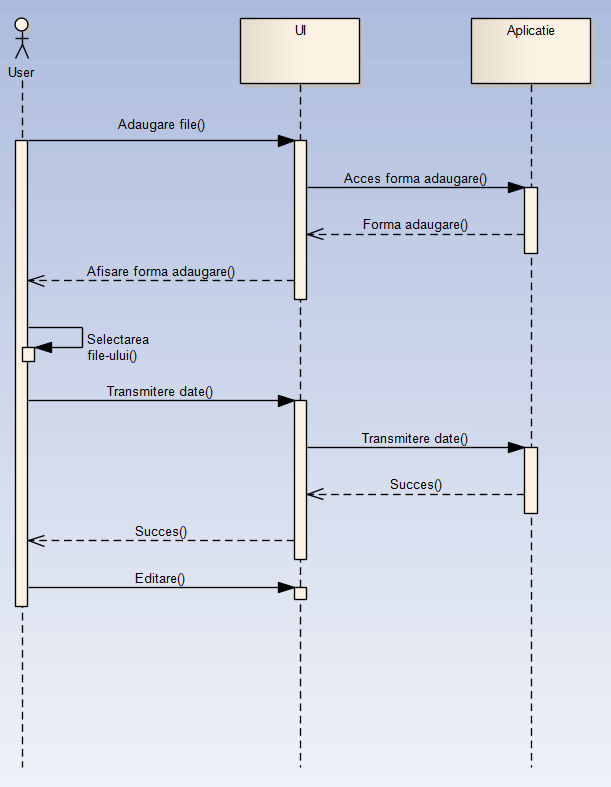 User
UI
Aplicatie
Adaugare file()
Acces forma adaugare()
Forma adaugare()
Afisare forma adaugare()
Selectarea
file-ului()
Transmitere date()
Transmitere date()
Succes()
Succes()
Editare()